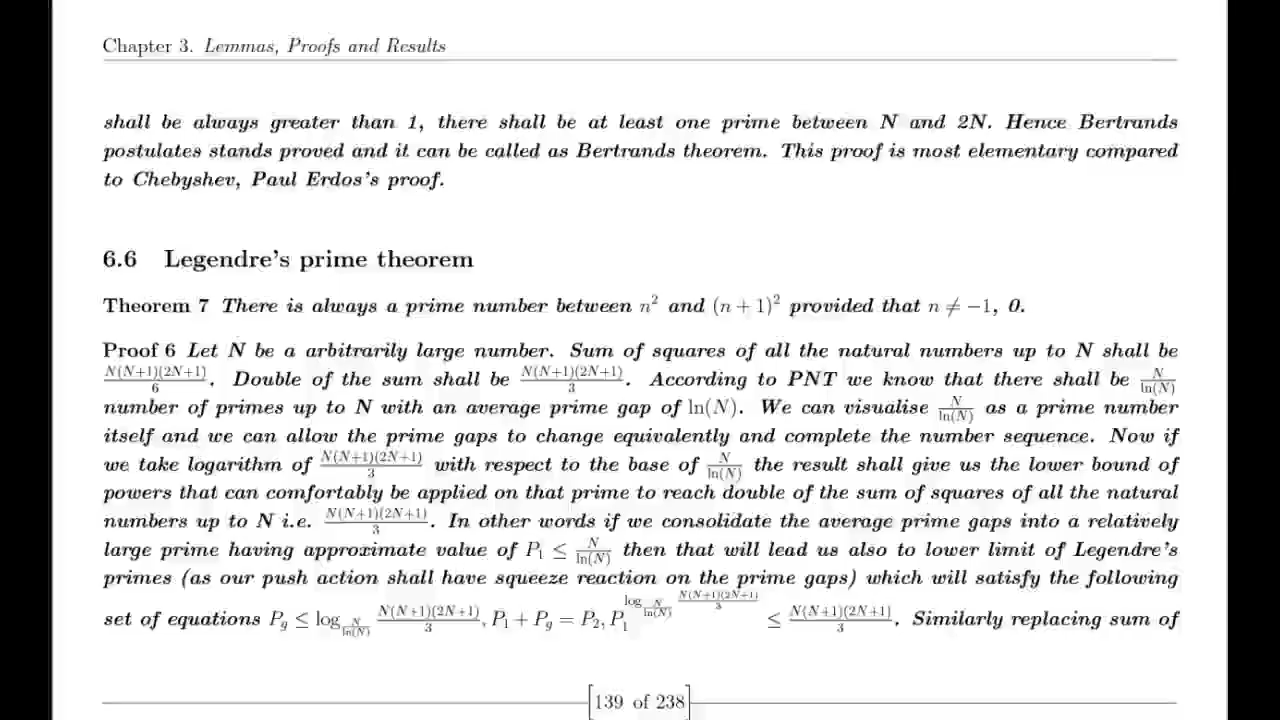 Chapter 3. Lemmas, Proofs and Results
shall be always greater than 1, there shall be at least one prime between N and 2N. Hence Bertrands
postulates stands proved and it can be called as Bertrands theorem. This proof is most elementary compared
to Chebyshev, Paul Erdos's proof.
6.6 Legendre's prime theorem
Theorem 7 There is always a prime number between n² and (n + 1)² provided that n ≠ −1, 0.
Proof 6 Let N be a arbitrarily large number. Sum of squares of all the natural numbers up to N shall be
N(N+1)(2N+1)/6. Double of the sum shall be N(N+1)(2N+1)/3. According to PNT we know that there shall be N/ln(N)
number of primes up to N with an average prime gap of ln(N). We can visualise N/ln(N) as a prime number
itself and we can allow the prime gaps to change equivalently and complete the number sequence. Now if
we take logarithm of N(N+1)(2N+1)/3 with respect to the base of N/ln(N) the result shall give us the lower bound of
powers that can comfortably be applied on that prime to reach double of the sum of squares of all the natural
numbers up to N i.e. N(N+1)(2N+1)/3. In other words if we consolidate the average prime gaps into a relatively
large prime having approximate value of P₁ ≤ N/ln(N) then that will lead us also to lower limit of Legendre's
primes (as our push action shall have squeeze reaction on the prime gaps) which will satisfy the following
set of equations P_g ≤ log_{N/ln(N)} N(N+1)(2N+1)/3, P₁ + P_g = P₂, P₁^{log_{N/ln(N)} N(N+1)(2N+1)/3} ≤ N(N+1)(2N+1)/3. Similarly replacing sum of
139 of 238